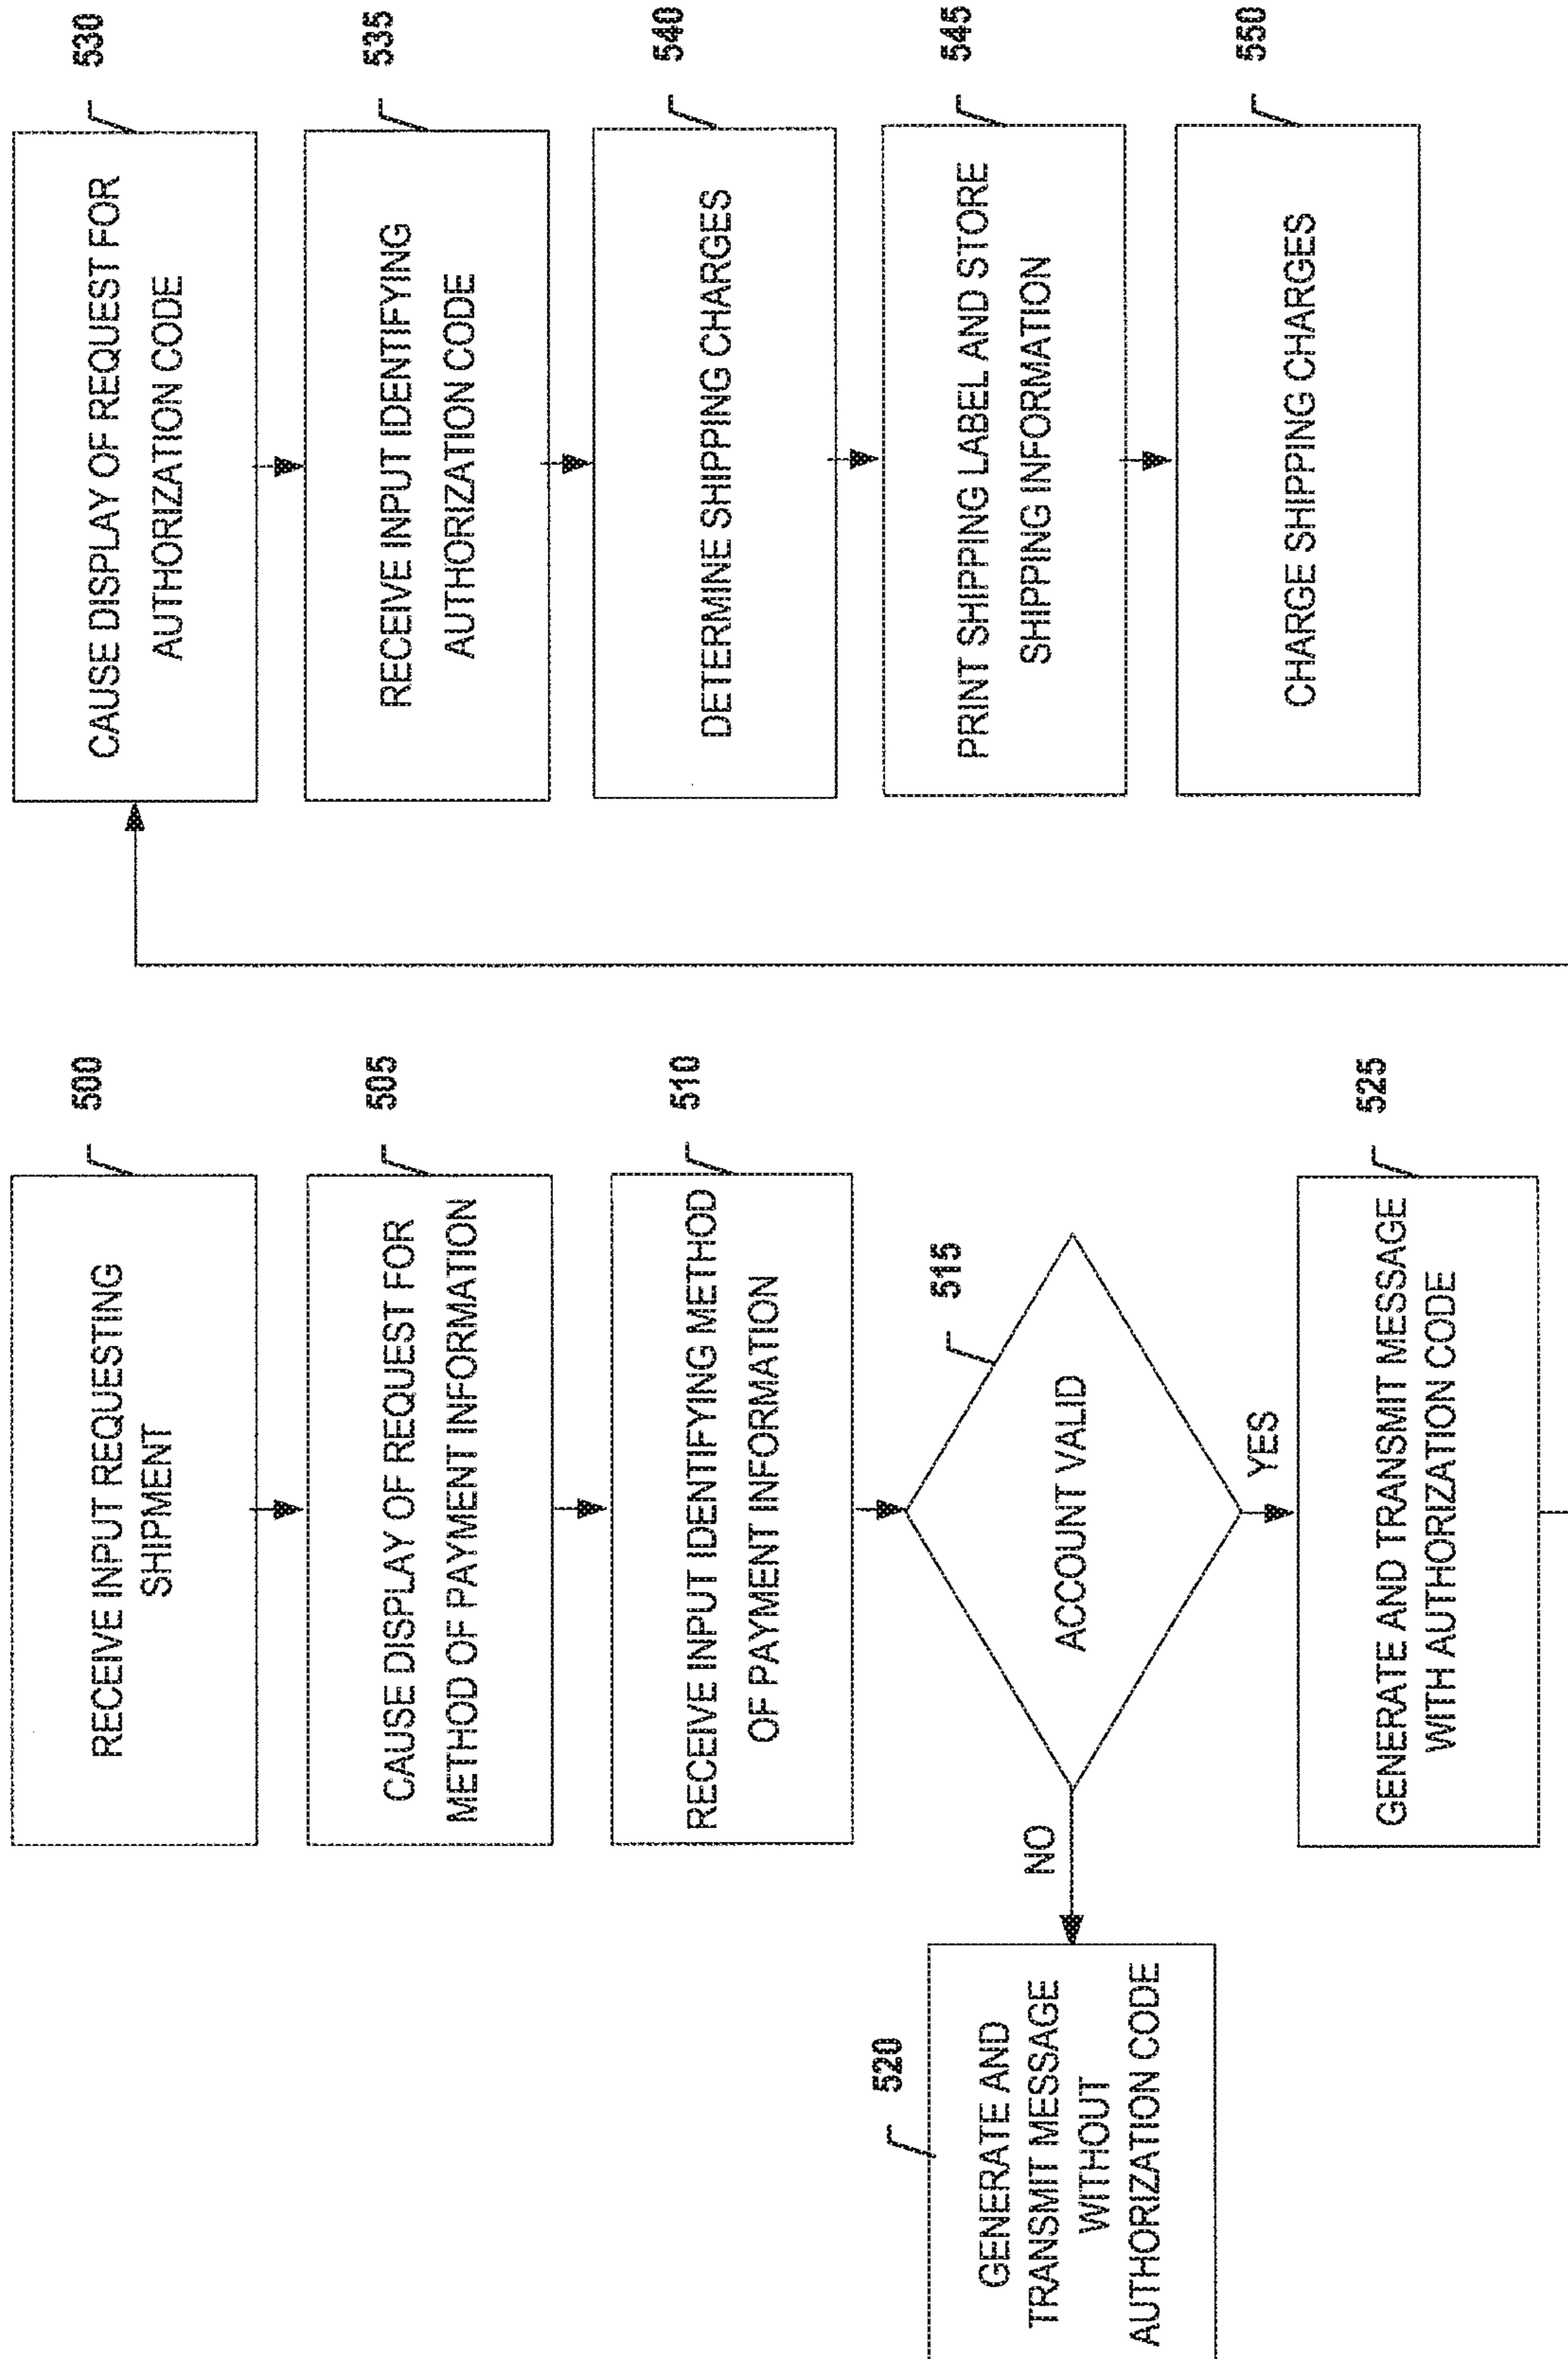 500
RECEIVE INPUT REQUESTING
SHIPMENT
505
CAUSE DISPLAY OF REQUEST FOR
METHOD OF PAYMENT INFORMATION
510
RECEIVE INPUT IDENTIFYING METHOD
OF PAYMENT INFORMATION
515
ACCOUNT VALID
NO
YES
520
GENERATE AND
TRANSMIT MESSAGE
WITHOUT
AUTHORIZATION CODE
525
GENERATE AND TRANSMIT MESSAGE
WITH AUTHORIZATION CODE
530
CAUSE DISPLAY OF REQUEST FOR
AUTHORIZATION CODE
535
RECEIVE INPUT IDENTIFYING
AUTHORIZATION CODE
540
DETERMINE SHIPPING CHARGES
545
PRINT SHIPPING LABEL AND STORE
SHIPPING INFORMATION
550
CHARGE SHIPPING CHARGES